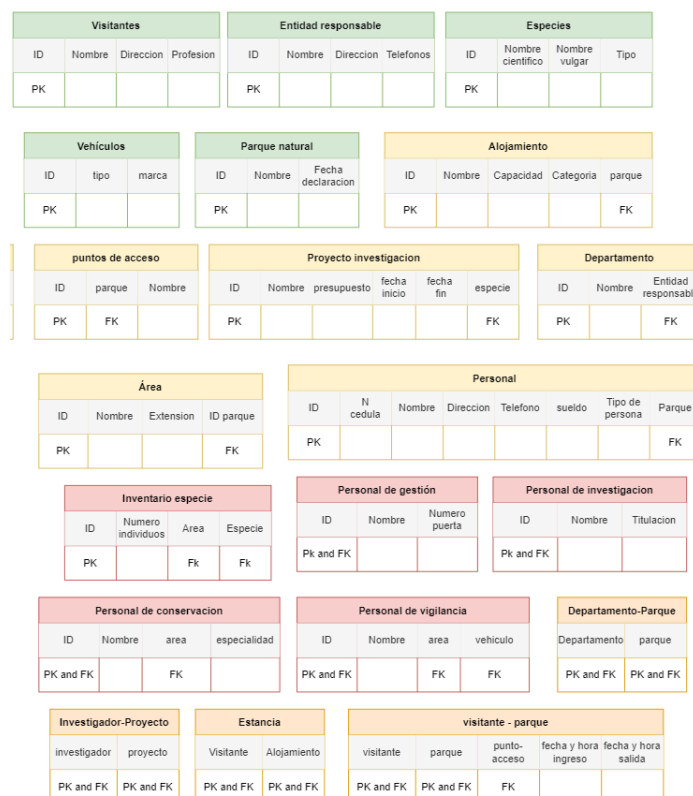 Visitantes
ID Nombre Direccion Profesion
PK
Entidad responsable
ID Nombre Direccion Telefonos
PK
Especies
ID Nombre cientifico Nombre vulgar Tipo
PK
Vehículos
ID tipo marca
PK
Parque natural
ID Nombre Fecha declaracion
PK
Alojamiento
ID Nombre Capacidad Categoria parque
PK FK
puntos de acceso
ID parque Nombre
PK FK
Proyecto investigacion
ID Nombre presupuesto fecha inicio fecha fin especie
PK FK
Departamento
ID Nombre Entidad responsabl
PK FK
Área
ID Nombre Extension ID parque
PK FK
Personal
ID N cedula Nombre Direccion Telefono sueldo Tipo de persona Parque
PK FK
Inventario especie
ID Numero individuos Area Especie
PK Fk Fk
Personal de gestión
ID Nombre Numero puerta
Pk and FK
Personal de investigacion
ID Nombre Titulacion
Pk and FK
Personal de conservacion
ID Nombre area especialidad
PK and FK FK
Personal de vigilancia
ID Nombre area vehiculo
PK and FK FK FK
Departamento-Parque
Departamento parque
PK and FK PK and FK
Investigador-Proyecto
investigador proyecto
PK and FK PK and FK
Estancia
Visitante Alojamiento
PK and FK PK and FK
visitante - parque
visitante parque punto-acceso fecha y hora ingreso fecha y hora salida
PK and FK PK and FK FK